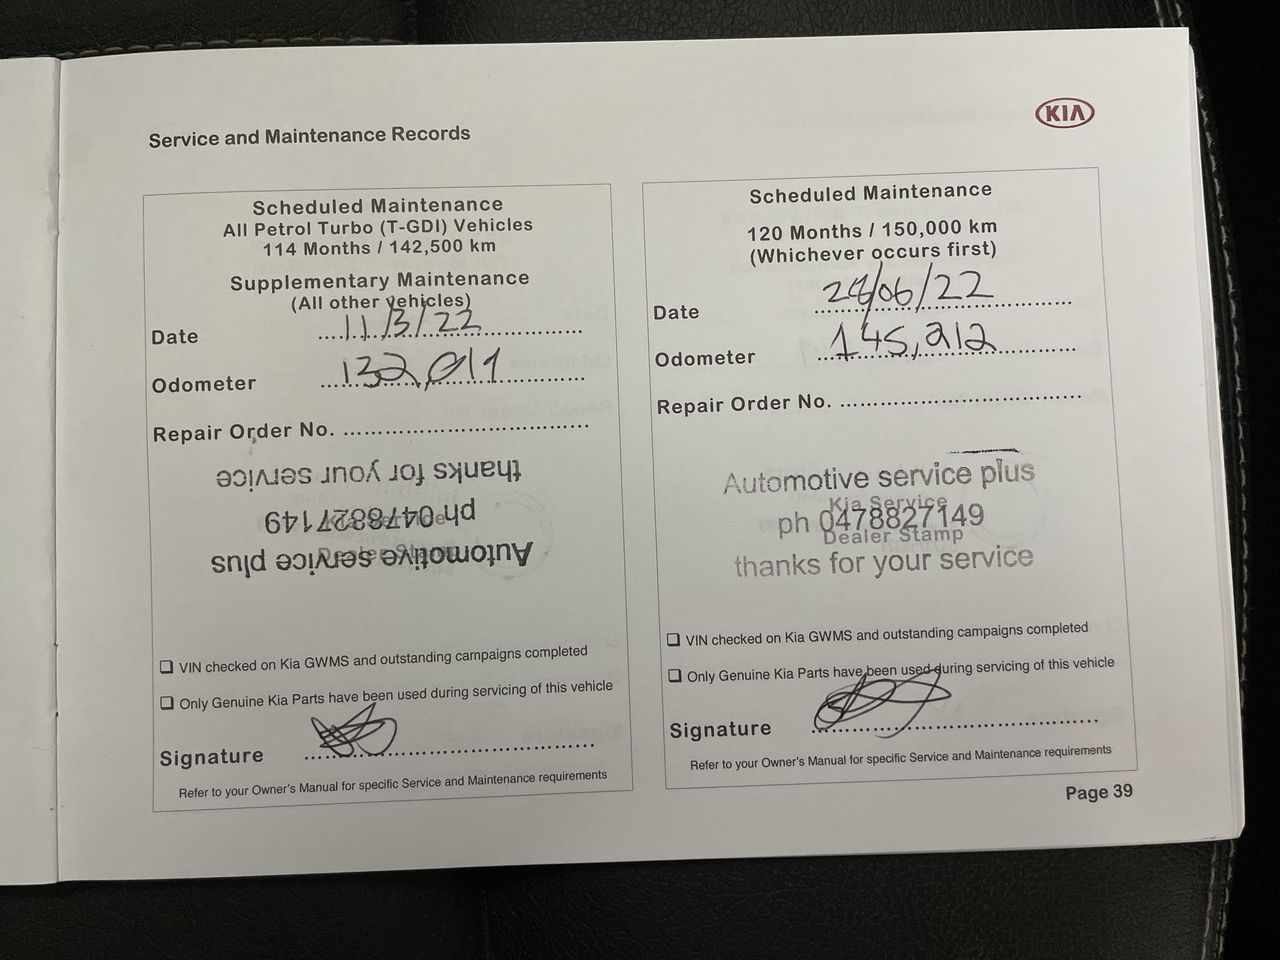 Service and Maintenance Records
KIA
Scheduled Maintenance
All Petrol Turbo (T-GDI) Vehicles
114 Months / 142,500 km
Supplementary Maintenance
(All other vehicles)
Date 11/3/22
Odometer 132,011
Repair Order No.
Automotive service plus
ph 0478827149
thanks for your service
Kia Service
Dealer Stamp
❑ VIN checked on Kia GWMS and outstanding campaigns completed
❑ Only Genuine Kia Parts have been used during servicing of this vehicle
Signature
Refer to your Owner's Manual for specific Service and Maintenance requirements
Scheduled Maintenance
120 Months / 150,000 km
(Whichever occurs first)
Date /06/22
Odometer 145,212
Repair Order No.
Automotive service plus
Kia Service
ph 0478827149
Dealer Stamp
thanks for your service
❑ VIN checked on Kia GWMS and outstanding campaigns completed
❑ Only Genuine Kia Parts have been used during servicing of this vehicle
Signature
Refer to your Owner's Manual for specific Service and Maintenance requirements
Page 39